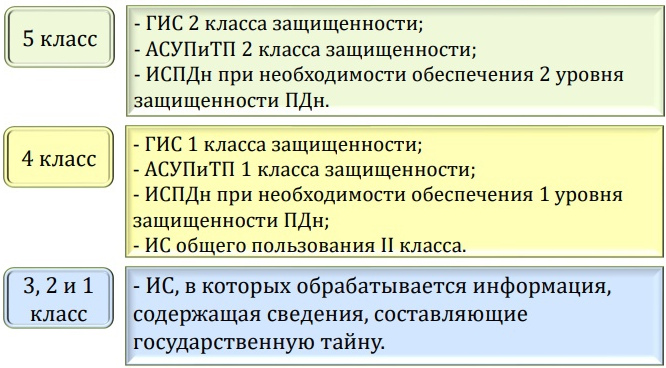 5 класс
- ГИС 2 класса защищенности;
- АСУПиТП 2 класса защищенности;
- ИСПДн при необходимости обеспечения 2 уровня
защищенности ПДн.
4 класс
- ГИС 1 класса защищенности;
- АСУПиТП 1 класса защищенности;
- ИСПДн при необходимости обеспечения 1 уровня
защищенности ПДн;
- ИС общего пользования II класса.
3, 2 и 1
класс
- ИС, в которых обрабатывается информация,
содержащая сведения, составляющие
государственную тайну.